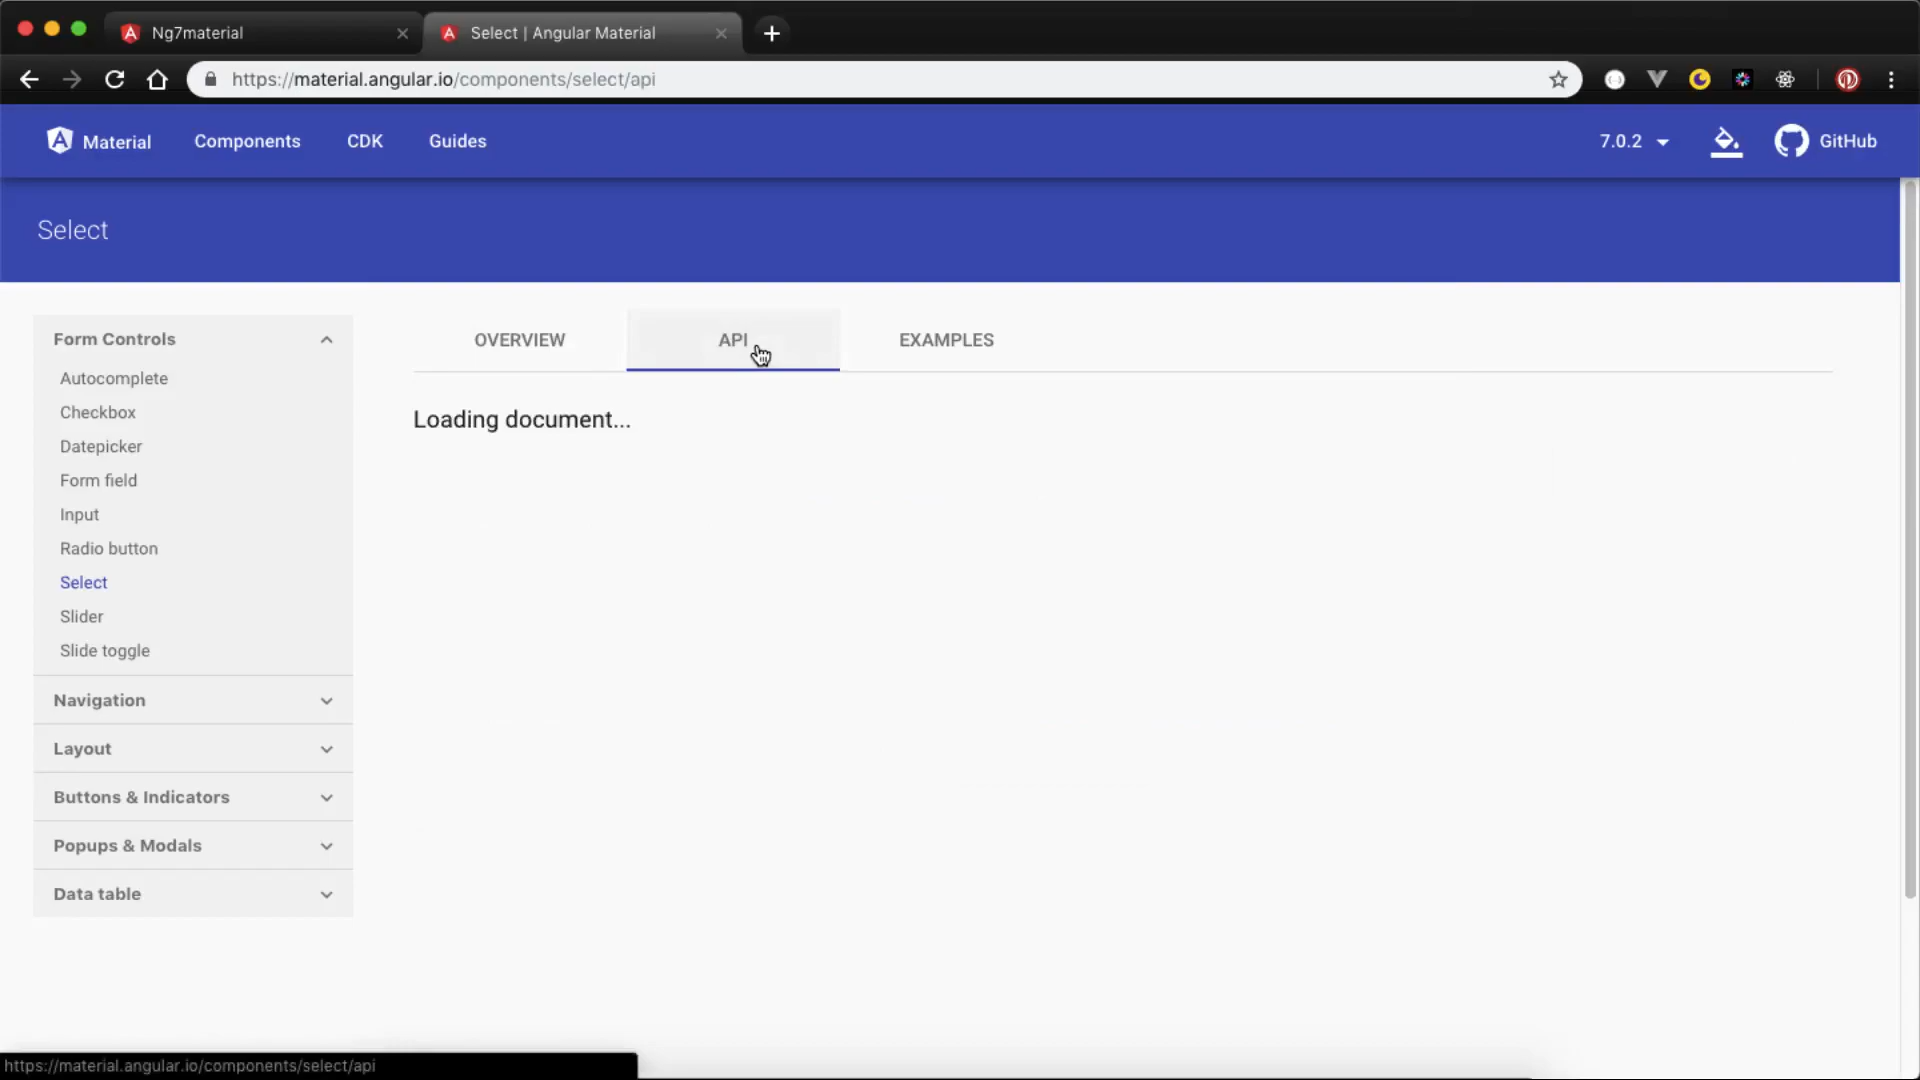 Ng7material
Select | Angular Material
https://material.angular.io/components/select/api
Material
Components
CDK
Guides
7.0.2
GitHub
Select
Form Controls
Autocomplete
Checkbox
Datepicker
Form field
Input
Radio button
Select
Slider
Slide toggle
Navigation
Layout
Buttons & Indicators
Popups & Modals
Data table
OVERVIEW
API
EXAMPLES
Loading document...
https://material.angular.io/components/select/api